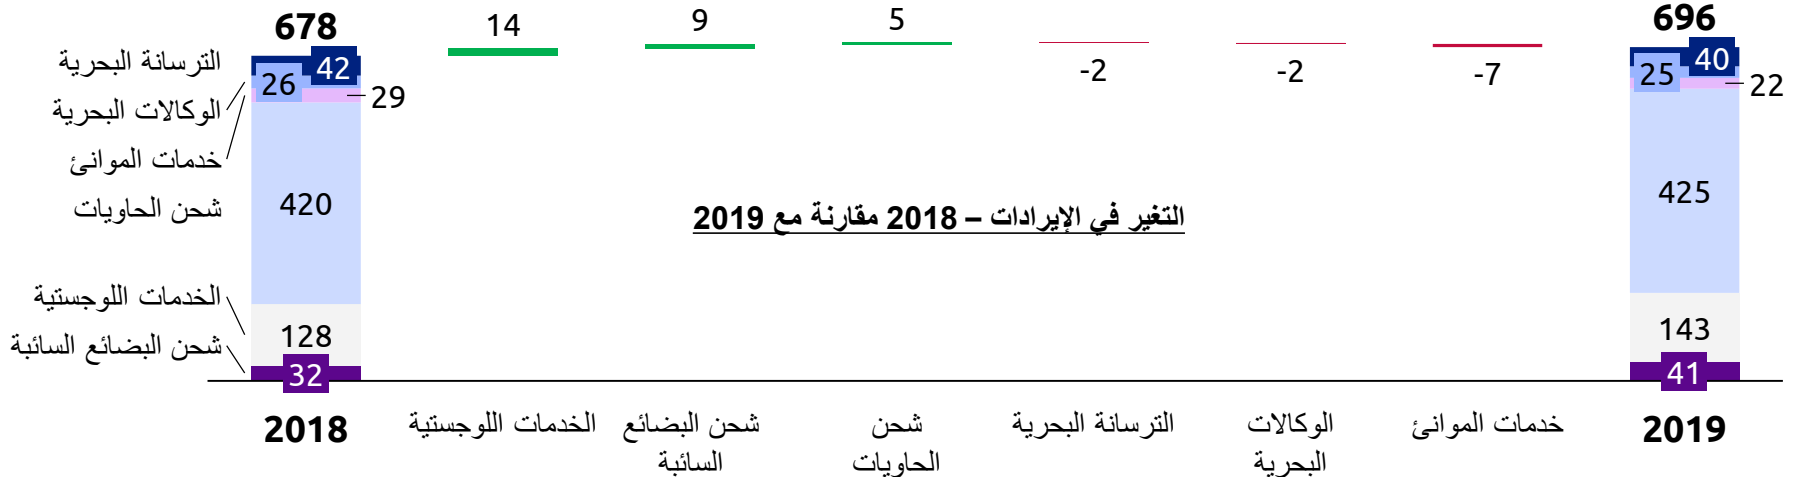 678
14
9
5
696
الترسانة البحرية
42
40
26
25
-2
-2
-7
29
22
الوكالات البحرية
خدمات الموانئ
شحن الحاويات
420
425
التغير في الإيرادات – 2018 مقارنة مع 2019
الخدمات اللوجستية
128
143
شحن البضائع السائبة
32
41
2018
الخدمات اللوجستية
شحن البضائع
السائبة
شحن
الحاويات
الترسانة البحرية
الوكالات
البحرية
خدمات الموانئ
2019